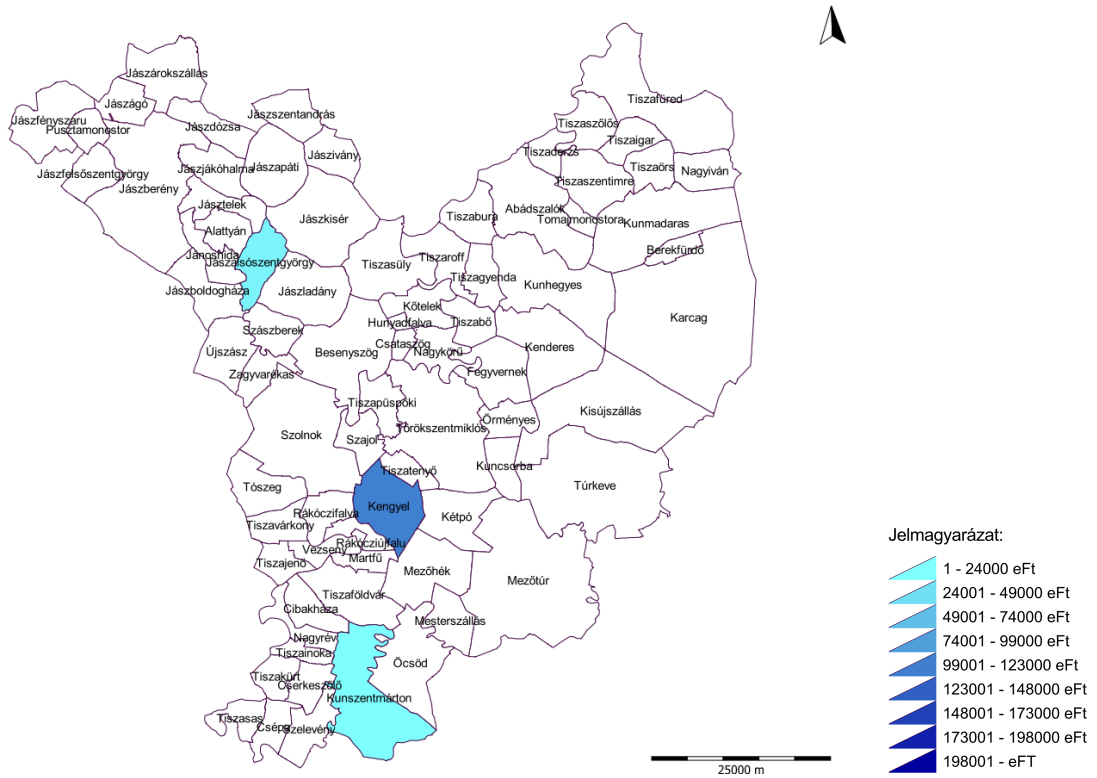 Jászárokszállás
Jászágó
Jászszentandrás
Tiszafüred
Jászfényszaru
Pusztamonostor
Jászdózsa
Tiszaszőlős
Tiszaigar
Jászivány
Tiszaderzs
Jászfelsőszentgyörgy
Jászjákóhalma
Jászapáti
Tiszaörs
Nagyiván
Tiszaszentimre
Jászberény
Jásztelek
Abádszalók
Jászkisér
Tiszabura
Tomajmonostora
Kunmadaras
Alattyán
Berekfürdő
Jánoshida
Jászalsószentgyörgy
Tiszasüly
Tiszaroff
Tiszagyenda
Kunhegyes
Jászboldogháza
Jászladány
Kőtelek
Karcag
Hunyadfalva
Tiszabő
Szászberek
Csataszög
Kenderes
Újszász
Besenyszög
Nagykörű
Fegyvernek
Zagyvarékas
Tiszapüspöki
Kisújszállás
Örményes
Törökszentmiklós
Szolnok
Szajol
Tiszatenyő
Kuncsorba
Tószeg
Túrkeve
Kengyel
Rákóczifalva
Kétpó
Tiszavárkony
Rákócziújfalu
Vezseny
Martfű
Tiszajenő
Mezőhék
Mezőtúr
Tiszaföldvár
Cibakháza
Mesterszállás
Nagyrév
Tiszainoka
Öcsöd
Tiszakürt
Cserkeszőlő
Kunszentmárton
Tiszasas
Csépa
Szelevény
Jelmagyarázat:
1 - 24000 eFt
24001 - 49000 eFt
49001 - 74000 eFt
74001 - 99000 eFt
99001 - 123000 eFt
123001 - 148000 eFt
148001 - 173000 eFt
173001 - 198000 eFt
198001 - eFT
25000 m